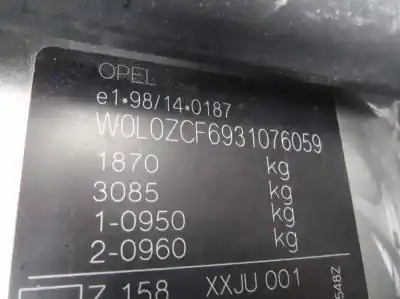 OPEL
e1*98/14*0187
W0L0ZCF6931076059
1870 kg
3085 kg
1-0950 kg
2-0960 kg
Z 158 XXJU 001
548Z